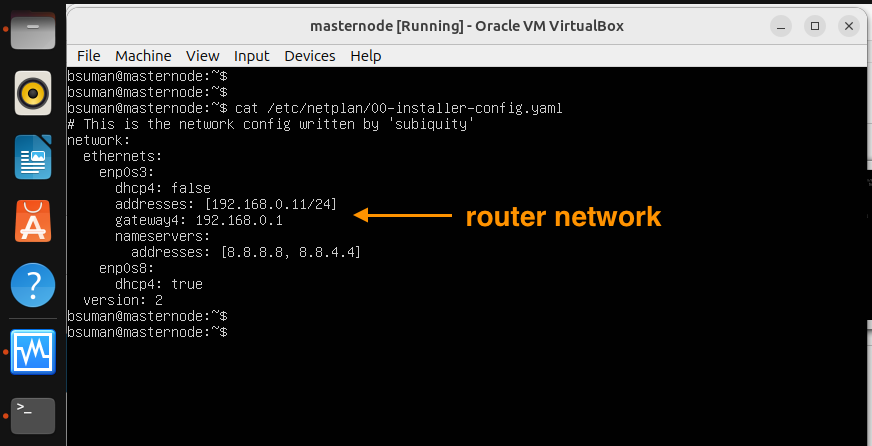 masternode [Running] - Oracle VM VirtualBox
File Machine View Input Devices Help
bsuman@masternode:~$
bsuman@masternode:~$
bsuman@masternode:~$ cat /etc/netplan/00-installer-config.yaml
# This is the network config written by 'subiquity'
network:
  ethernets:
    enp0s3:
      dhcp4: false
      addresses: [192.168.0.11/24]
      gateway4: 192.168.0.1
      nameservers:
        addresses: [8.8.8.8, 8.8.4.4]
    enp0s8:
      dhcp4: true
  version: 2
bsuman@masternode:~$
bsuman@masternode:~$
router network